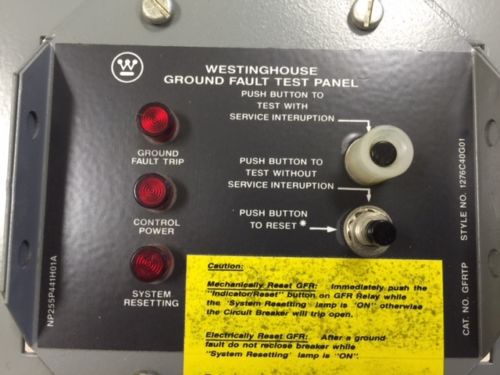 W
WESTINGHOUSE
GROUND FAULT TEST PANEL
PUSH BUTTON TO
TEST WITH
SERVICE INTERUPTION
GROUND
FAULT TRIP
PUSH BUTTON TO
TEST WITHOUT
SERVICE INTERUPTION
CONTROL
POWER
PUSH BUTTON
TO RESET *
SYSTEM
RESETTING
NP255P441H01A
CAT. NO. GFRTP STYLE NO. 1276C40G01
Caution:
Mechanically Reset GFR: Immediately push the
"Indicator/Reset" button on GFR Relay while
the 'System Resetting' lamp is "ON" otherwise
the Circuit Breaker will trip open.
Electrically Reset GFR: After a ground
fault do not reclose breaker while
"System Resetting' lamp is "ON".